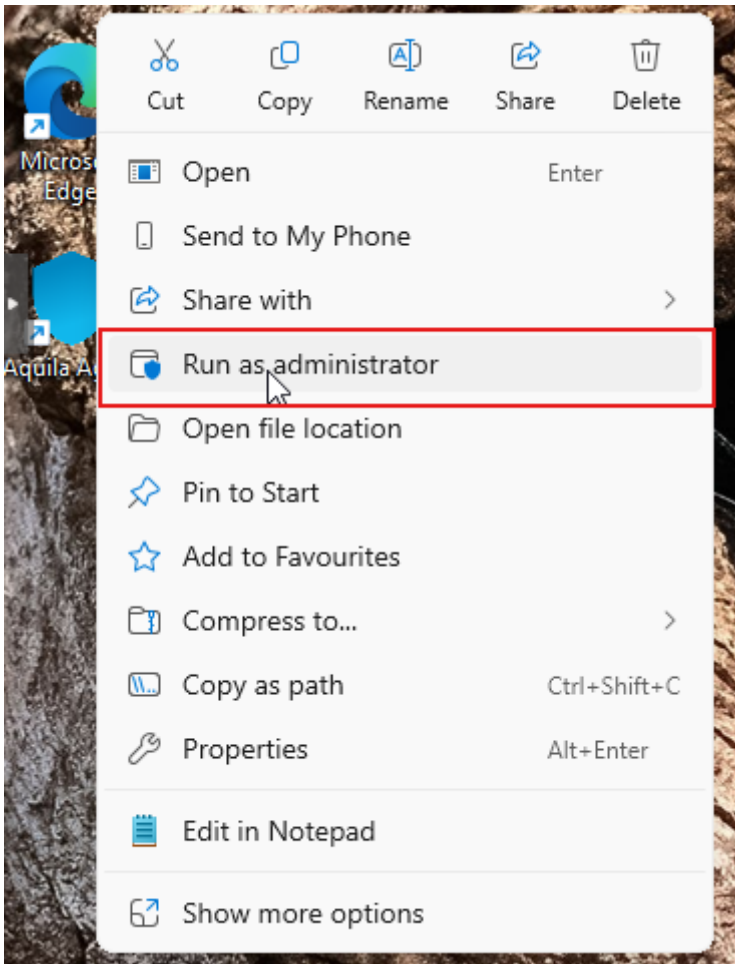 Cut
Copy
Rename
Share
Delete
Open Enter
Send to My Phone
Share with
Run as administrator
Open file location
Pin to Start
Add to Favourites
Compress to...
Copy as path Ctrl+Shift+C
Properties Alt+Enter
Edit in Notepad
Show more options
Edge
Aquila